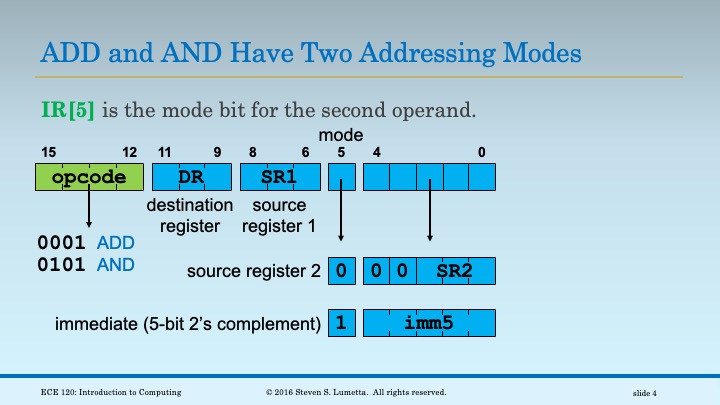 ADD and AND Have Two Addressing Modes
IR[5] is the mode bit for the second operand.
mode
15 12 11 9 8 6 5 4 0
opcode DR SR1
destination register source register 1
0001 ADD
0101 AND
source register 2 0 0 0 SR2
immediate (5-bit 2's complement) 1 imm5
ECE 120: Introduction to Computing © 2016 Steven S. Lumetta. All rights reserved. slide 4